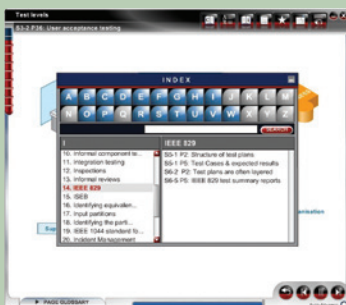 Test levels
S3-2 P36: User acceptance testing
INDEX
A B C D E F G H I J K L M
N O P Q R S T U V W X Y Z
SEARCH
I
10. Informal component te...
11. Integration testing
12. Inspections
13. Informal reviews
14. IEEE 829
15. ISEB
16. Identifying equivalen...
17. Input partitions
18. Identifying the parti...
19. IEEE 1044 standard fo...
20. Incident Management
IEEE 829
S5-1 P2: Structure of test plans
S5-1 P5: Test Cases & expected results
S6-2 P2: Test plans are often layered
S6-5 P5: IEEE 829 test summary reports
PAGE GLOSSARY